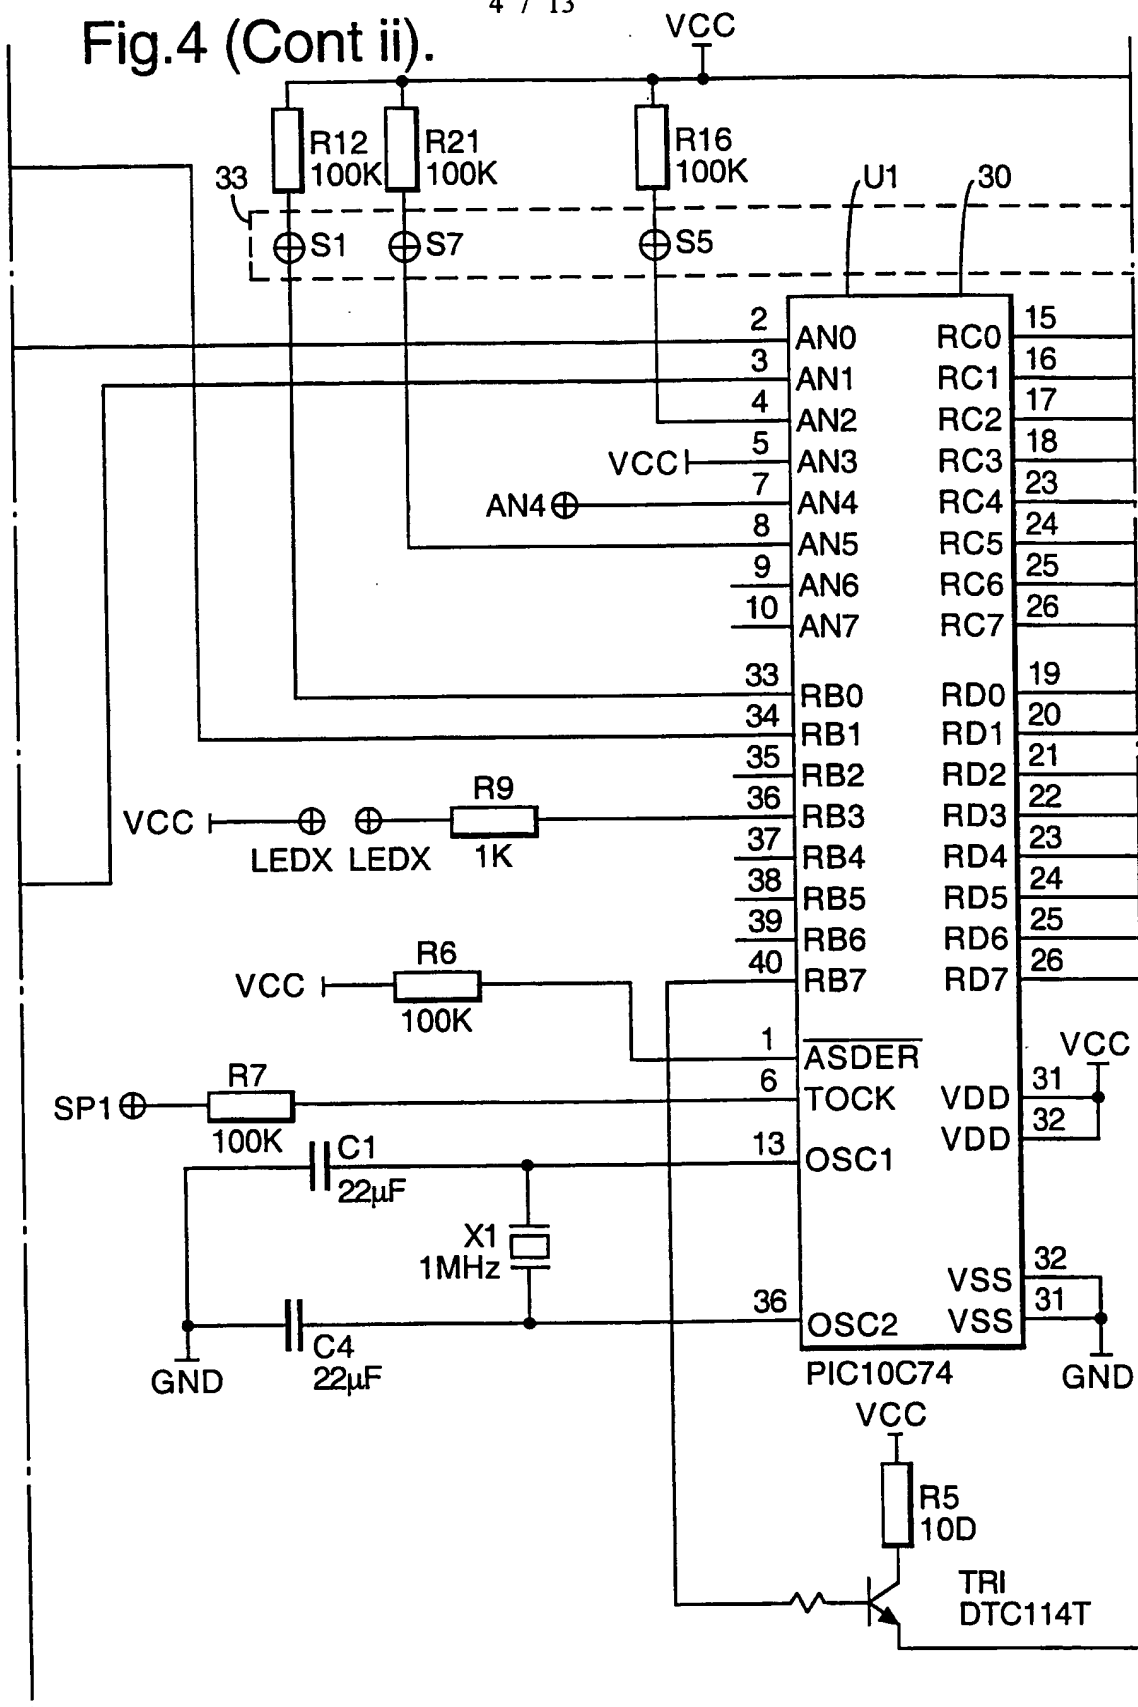 4 / 13
Fig.4 (Cont ii).
VCC
R12
100K
R21
100K
R16
100K
33
U1
30
S1
S7
S5
2
AN0
RC0
15
3
AN1
RC1
16
4
AN2
RC2
17
VCC
5
AN3
RC3
18
AN4
7
AN4
RC4
23
8
AN5
RC5
24
9
AN6
RC6
25
10
AN7
RC7
26
33
RB0
RD0
19
34
RB1
RD1
20
35
RB2
RD2
21
VCC
LEDX
LEDX
R9
1K
36
RB3
RD3
22
37
RB4
RD4
23
38
RB5
RD5
24
39
RB6
RD6
25
40
RB7
RD7
26
VCC
R6
100K
1
ASDER
VCC
SP1
R7
100K
6
TOCK
VDD
31
VDD
32
C1
22µF
13
OSC1
X1
1MHz
VSS
32
36
OSC2
VSS
31
C4
22µF
GND
GND
PIC10C74
VCC
R5
10D
TRI
DTC114T